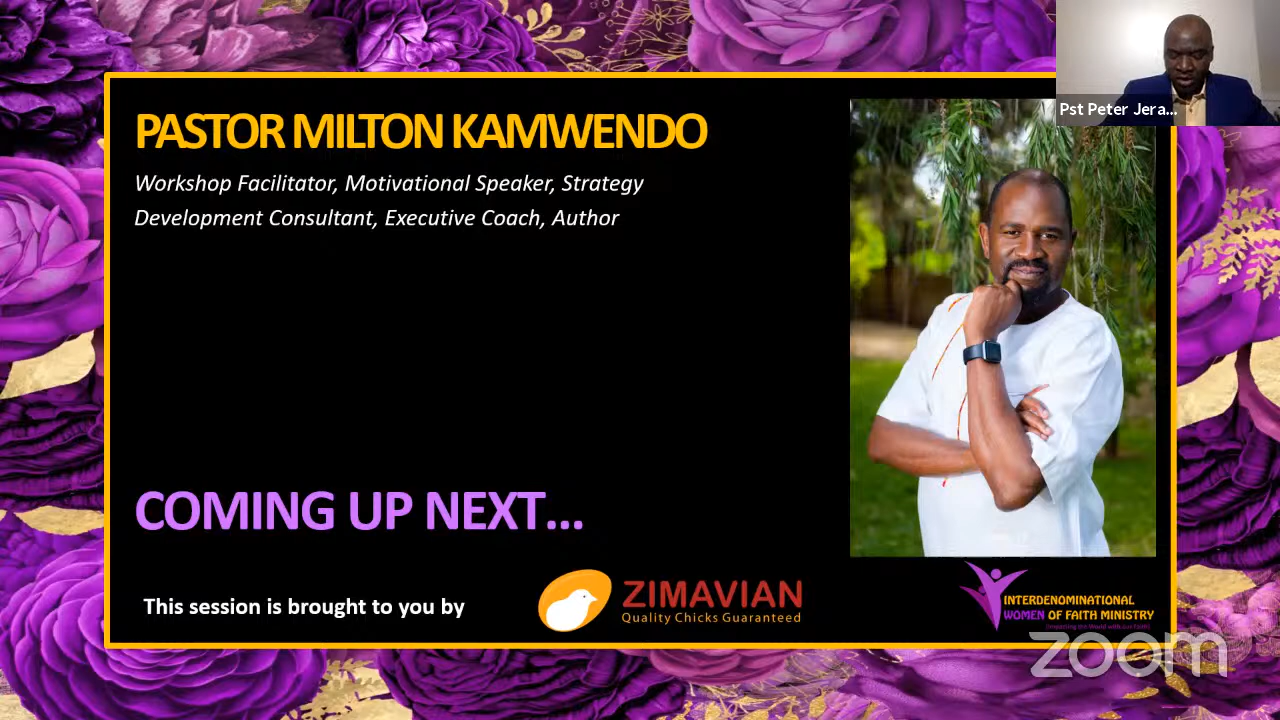 PASTOR MILTON KAMWENDO
Pst Peter Jera...
Workshop Facilitator, Motivational Speaker, Strategy
Development Consultant, Executive Coach, Author
COMING UP NEXT...
This session is brought to you by
ZIMAVIAN
Quality Chicks Guaranteed
INTERDENOMINATIONAL
WOMEN OF FAITH MINISTRY
zoom